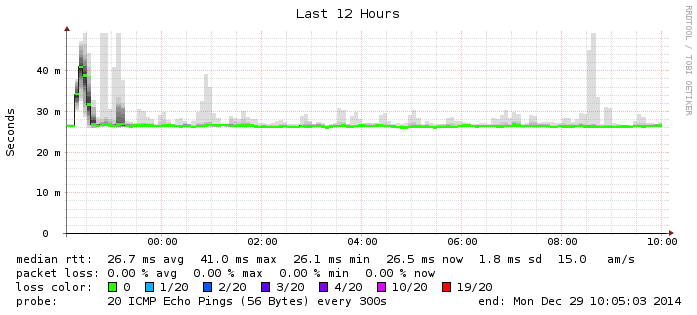 Last 12 Hours
RRDTOOL / TOBI OETIKER
Seconds
40 m
30 m
20 m
10 m
0
00:00 02:00 04:00 06:00 08:00 10:00
median rtt: 26.7 ms avg 41.0 ms max 26.1 ms min 26.5 ms now 1.8 ms sd 15.0 am/s
packet loss: 0.00 % avg 0.00 % max 0.00 % min 0.00 % now
loss color: 0 1/20 2/20 3/20 4/20 10/20 19/20
probe: 20 ICMP Echo Pings (56 Bytes) every 300s end: Mon Dec 29 10:05:03 2014